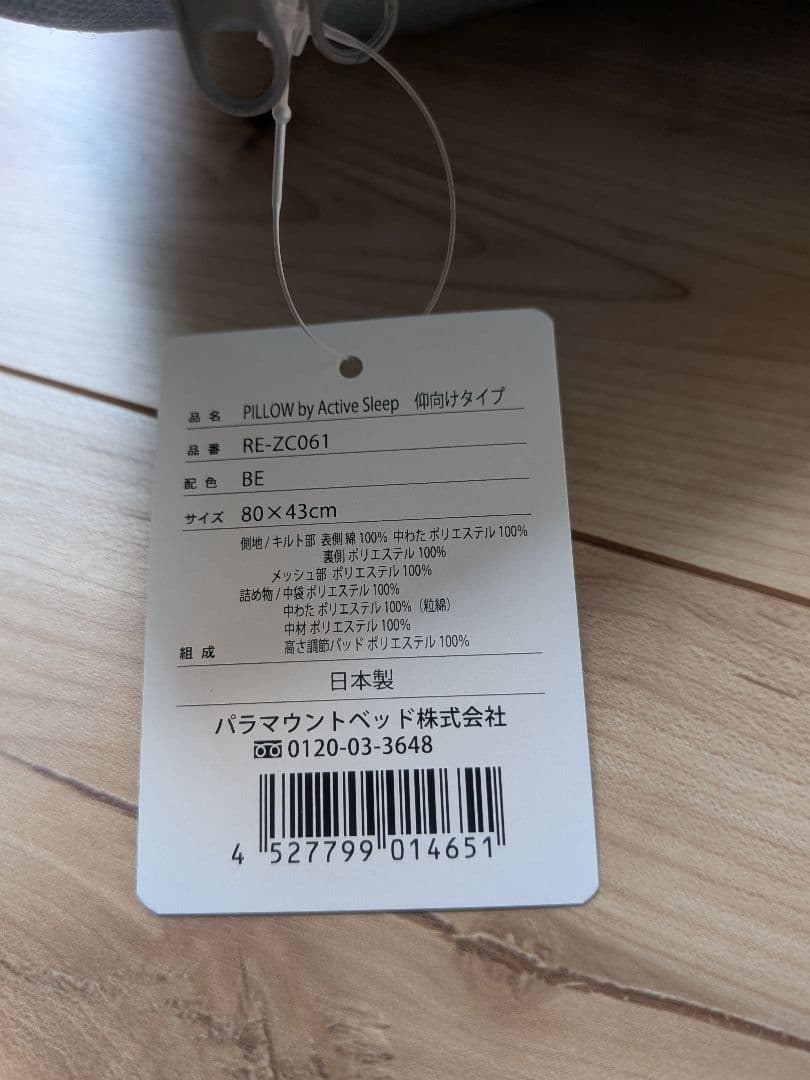 品名 PILLOW by Active Sleep 仰向けタイプ
品番 RE-ZC061
配色 BE
サイズ 80×43cm
側地/キルト部 表側 綿 100% 中わた ポリエステル 100%
裏側 ポリエステル 100%
メッシュ部 ポリエステル 100%
詰め物/中袋 ポリエステル 100%
中わた ポリエステル 100%（粒綿）
中材 ポリエステル 100%
組成 高さ調節パッド ポリエステル 100%
日本製
パラマウントベッド株式会社
0120-03-3648
4 527799 014651